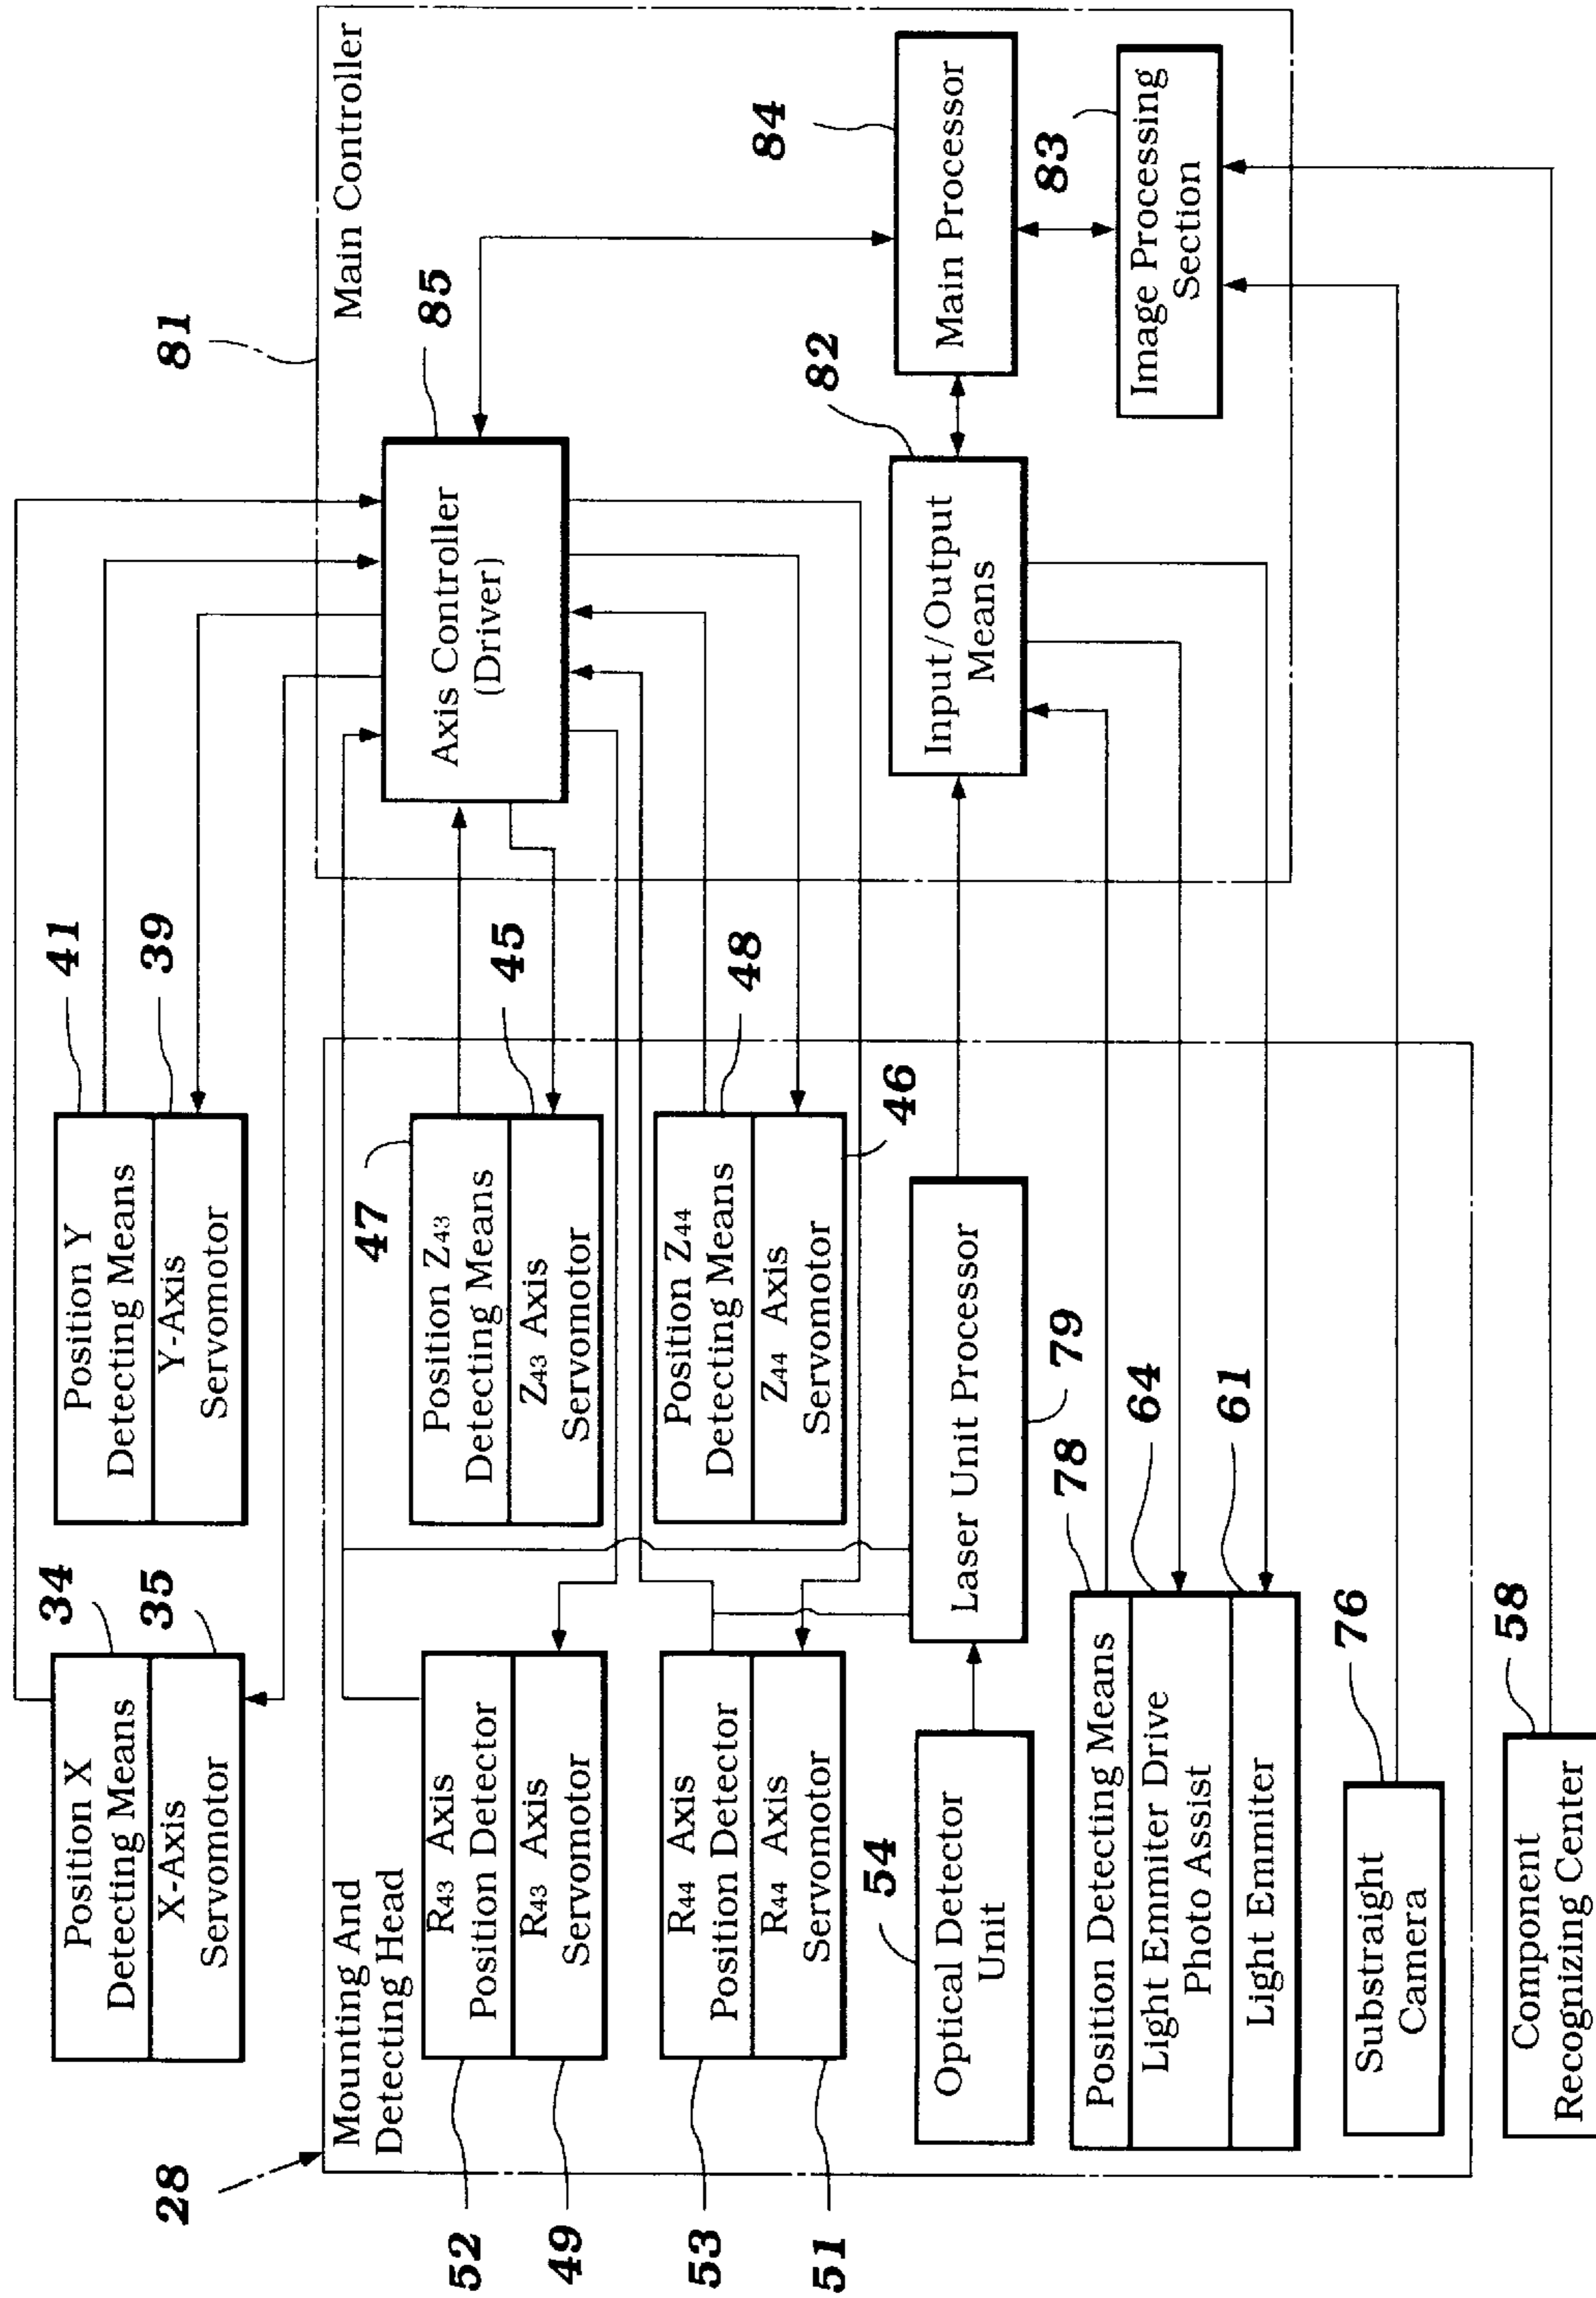 81
Main Controller
34
Position X
Detecting Means
35
X-Axis
Servomotor
41
Position Y
Detecting Means
39
Y-Axis
Servomotor
28
Mounting And
Detecting Head
52
R43 Axis
Position Detector
49
R43 Axis
Servomotor
47
Position Z43
Detecting Means
45
Z43 Axis
Servomotor
85
Axis Controller
(Driver)
53
R44 Axis
Position Detector
51
R44 Axis
Servomotor
48
Position Z44
Detecting Means
46
Z44 Axis
Servomotor
54
Optical Detector
Unit
79
Laser Unit Processor
82
Input/Output
Means
84
Main Processor
83
Image Processing
Section
78
Position Detecting Means
64
Light Emmiter Drive
Photo Assist
61
Light Emmiter
76
Substraight
Camera
58
Component
Recognizing Center